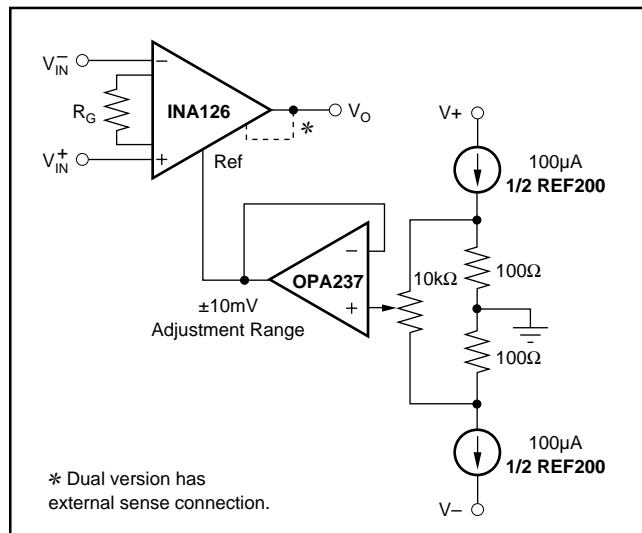 V−IN
RG
V+IN
−
+
INA126
Ref
VO
*
−
+
OPA237
±10mV
Adjustment Range
10kΩ
V+
100µA
1/2 REF200
100Ω
100Ω
100µA
1/2 REF200
V−
* Dual version has
external sense connection.